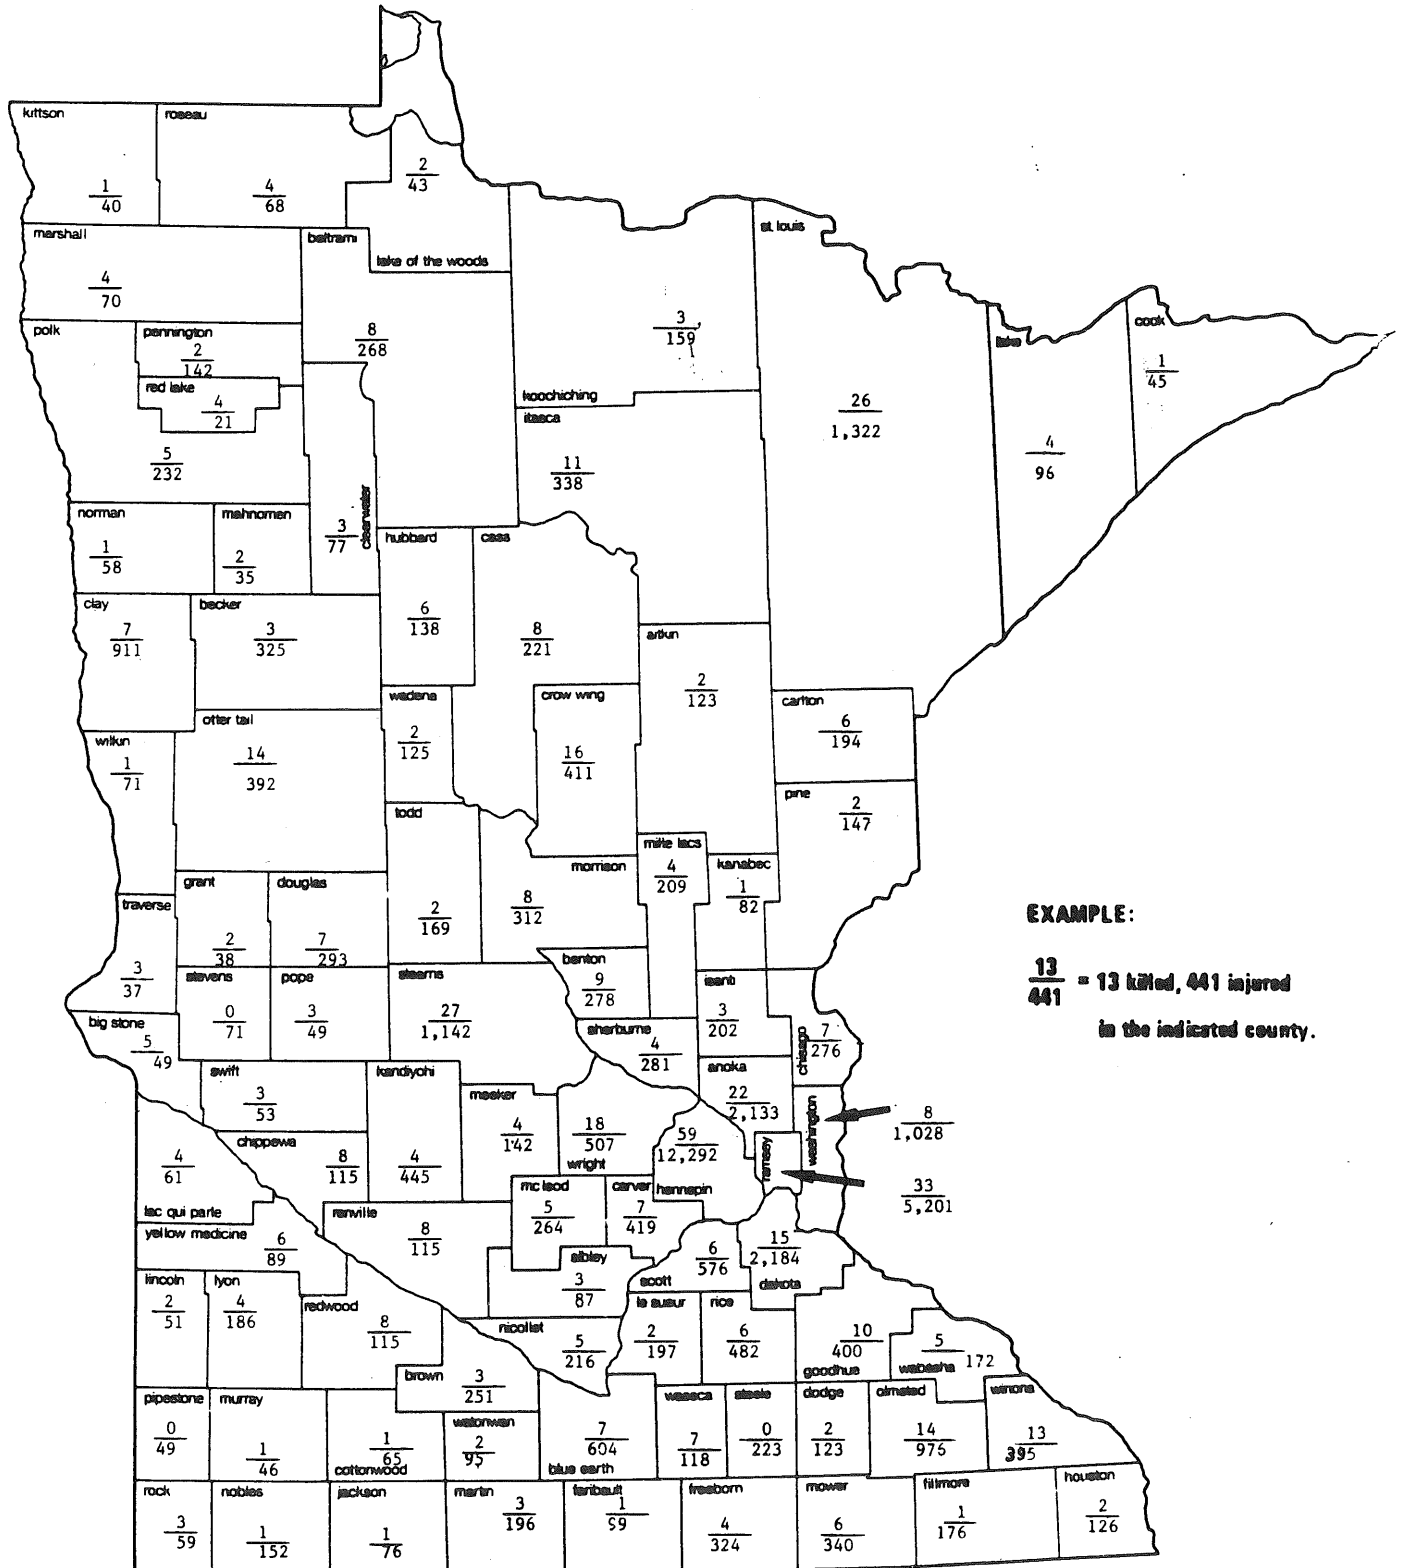 kittson
1
40
roseau
4
68
2
43
lake of the woods
marshall
4
70
beltrami
8
268
polk
5
232
pennington
2
142
red lake
4
21
3
159
koochiching
st. louis
26
1,322
lake
4
96
cook
1
45
itasca
11
338
norman
1
58
mahnomen
2
35
clearwater
3
77
hubbard
6
138
cass
8
221
clay
7
911
becker
3
325
aitkin
2
123
wadena
2
125
crow wing
16
411
carlton
6
194
otter tail
14
392
wilkin
1
71
pine
2
147
todd
2
169
morrison
8
312
mille lacs
4
209
kanabec
1
82
grant
2
38
douglas
7
293
traverse
3
37
EXAMPLE:
13
441
= 13 killed, 441 injured
in the indicated county.
stevens
0
71
pope
3
49
stearns
27
1,142
benton
9
278
isanti
3
202
big stone
5
49
sherburne
4
281
chisago
7
276
swift
3
53
kandiyohi
4
445
meeker
4
142
anoka
22
2,133
washington
8
1,028
18
507
wright
59
12,292
hennepin
ramsey
33
5,201
chippewa
8
115
4
61
lac qui parle
mc leod
5
264
carver
7
419
renville
8
115
yellow medicine
6
89
sibley
3
87
6
576
scott
15
2,184
dakota
lincoln
2
51
lyon
4
186
redwood
8
115
nicollet
5
216
le sueur
2
197
rice
6
482
10
400
goodhue
5
172
wabasha
brown
3
251
pipestone
0
49
murray
1
46
1
65
cottonwood
watonwan
2
95
7
604
blue earth
waseca
7
118
steele
0
223
dodge
2
123
olmsted
14
975
winona
13
395
rock
3
59
nobles
1
152
jackson
1
76
martin
3
196
faribault
1
99
freeborn
4
324
mower
6
340
fillmore
1
176
houston
2
126